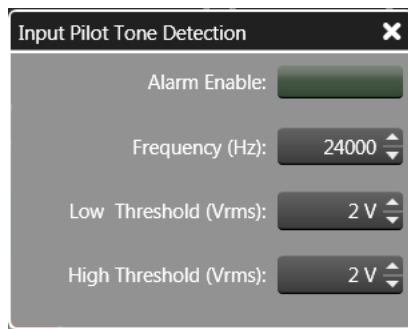 Input Pilot Tone Detection
Alarm Enable:
Frequency (Hz): 24000
Low Threshold (Vrms): 2 V
High Threshold (Vrms): 2 V